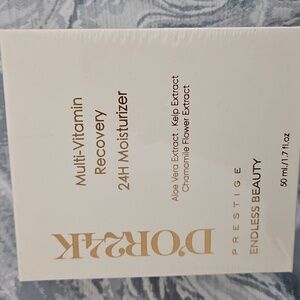 D'OR24K
PRESTIGE
ENDLESS BEAUTY
Multi-Vitamin
Recovery
24H Moisturizer
Aloe Vera Extract . Kelp Extract
Chamomile Flower Extract
50 ml./1.7 fl.oz